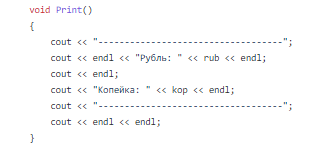 void Print()
{
cout << "-----------------------------------";
cout << endl << "Рубль: " << rub << endl;
cout << endl;
cout << "Копейка: " << kop << endl;
cout << "-----------------------------------";
cout << endl << endl;
}